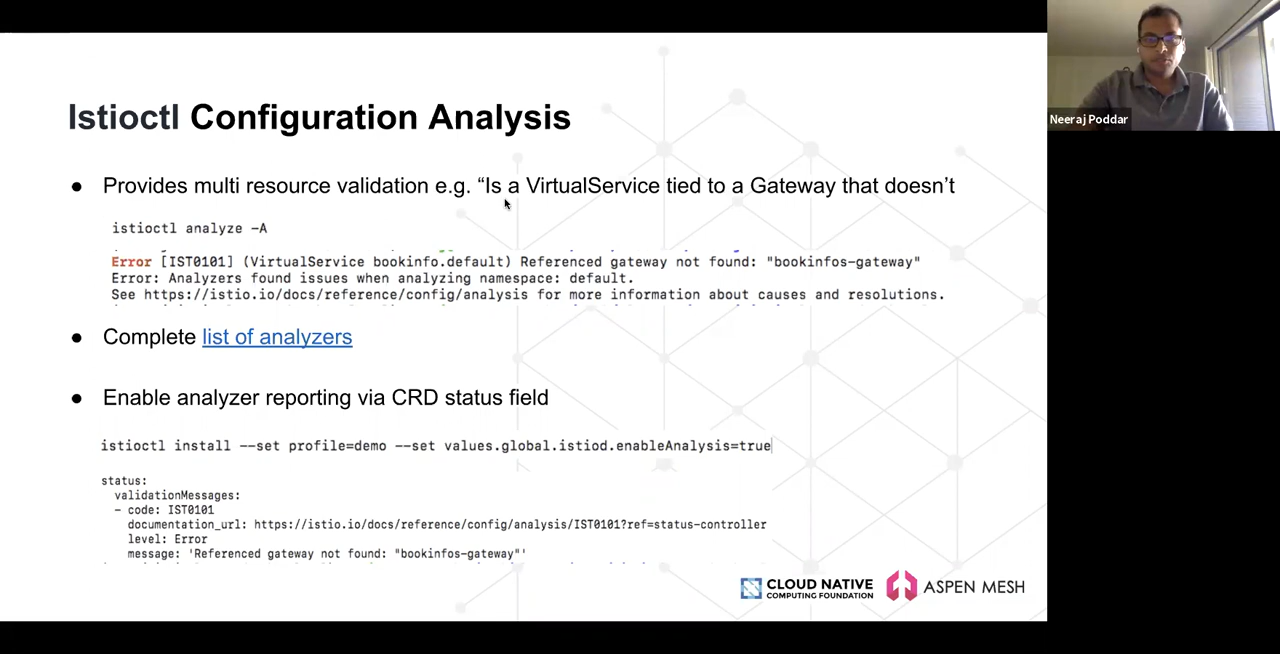 Istioctl Configuration Analysis
● Provides multi resource validation e.g. “Is a VirtualService tied to a Gateway that doesn’t
istioctl analyze -A
Error [IST0101] (VirtualService bookinfo.default) Referenced gateway not found: "bookinfos-gateway"
Error: Analyzers found issues when analyzing namespace: default.
See https://istio.io/docs/reference/config/analysis for more information about causes and resolutions.
● Complete list of analyzers
● Enable analyzer reporting via CRD status field
istioctl install --set profile=demo --set values.global.istiod.enableAnalysis=true
status:
validationMessages:
- code: IST0101
documentation_url: https://istio.io/docs/reference/config/analysis/IST0101?ref=status-controller
level: Error
message: 'Referenced gateway not found: "bookinfos-gateway"'
CLOUD NATIVE
COMPUTING FOUNDATION
ASPEN MESH
Neeraj Poddar